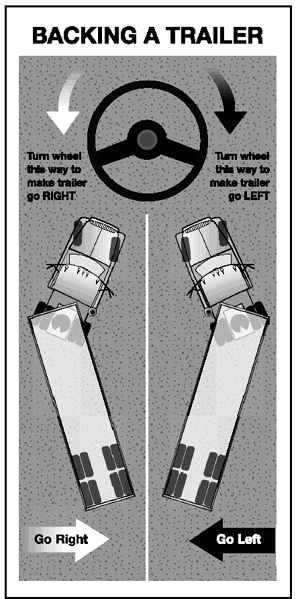 BACKING A TRAILER
Turn wheel
this way to
make trailer
go RIGHT
Turn wheel
this way to
make trailer
go LEFT
Go Right
Go Left